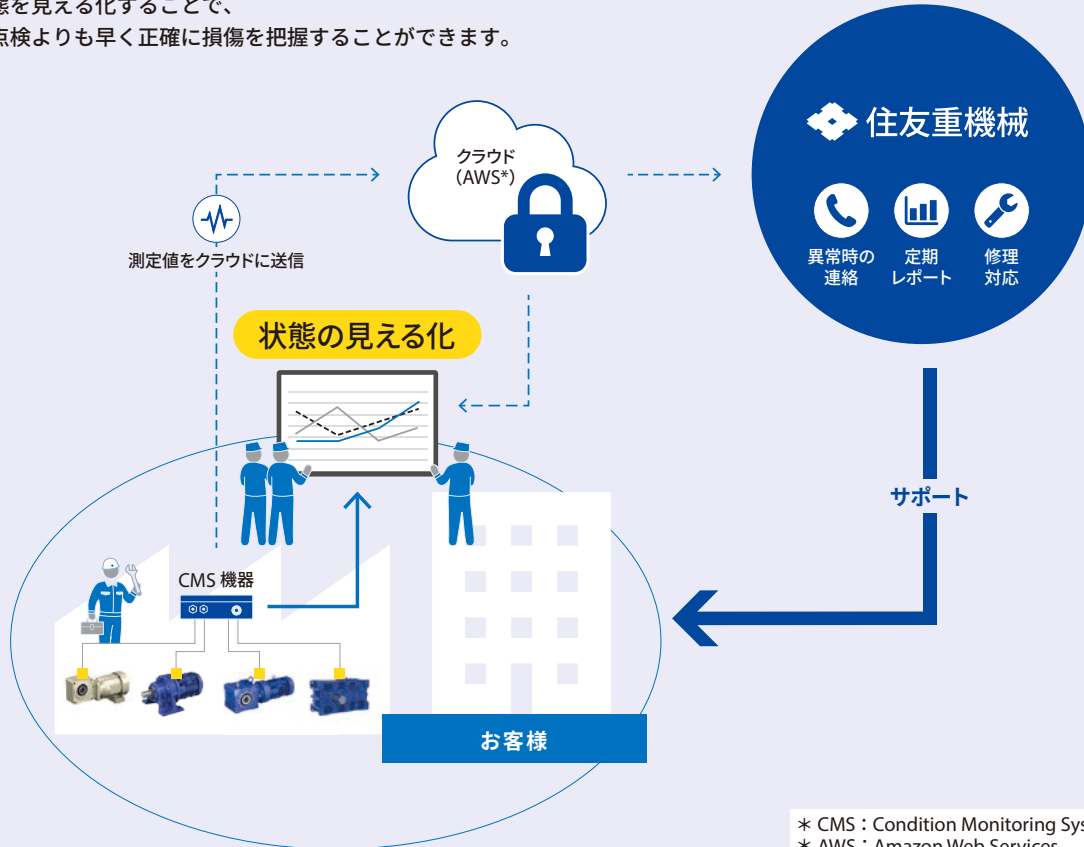 態を見える化することで、
点検よりも早く正確に損傷を把握することができます。
住友重機械
クラウド
（AWS*）
異常時の
連絡
定期
レポート
修理
対応
測定値をクラウドに送信
状態の見える化
サポート
CMS 機器
お客様
＊ CMS：Condition Monitoring Sys
＊ AWS：Amazon Web Services